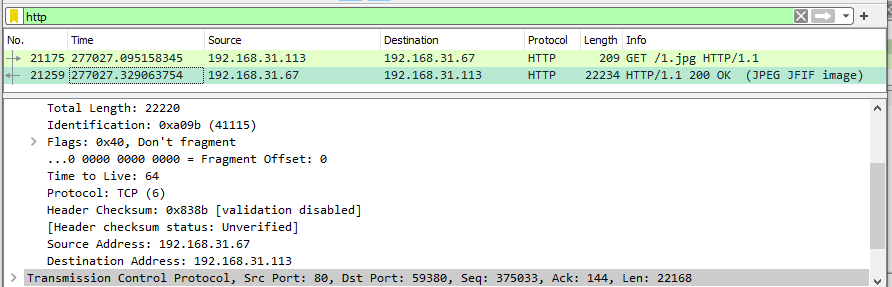 http
No. Time Source Destination Protocol Length Info
21175 277027.095158345 192.168.31.113 192.168.31.67 HTTP 209 GET /1.jpg HTTP/1.1
21259 277027.329063754 192.168.31.67 192.168.31.113 HTTP 22234 HTTP/1.1 200 OK  (JPEG JFIF image)
Total Length: 22220
Identification: 0xa09b (41115)
Flags: 0x40, Don't fragment
...0 0000 0000 0000 = Fragment Offset: 0
Time to Live: 64
Protocol: TCP (6)
Header Checksum: 0x838b [validation disabled]
[Header checksum status: Unverified]
Source Address: 192.168.31.67
Destination Address: 192.168.31.113
Transmission Control Protocol, Src Port: 80, Dst Port: 59380, Seq: 375033, Ack: 144, Len: 22168